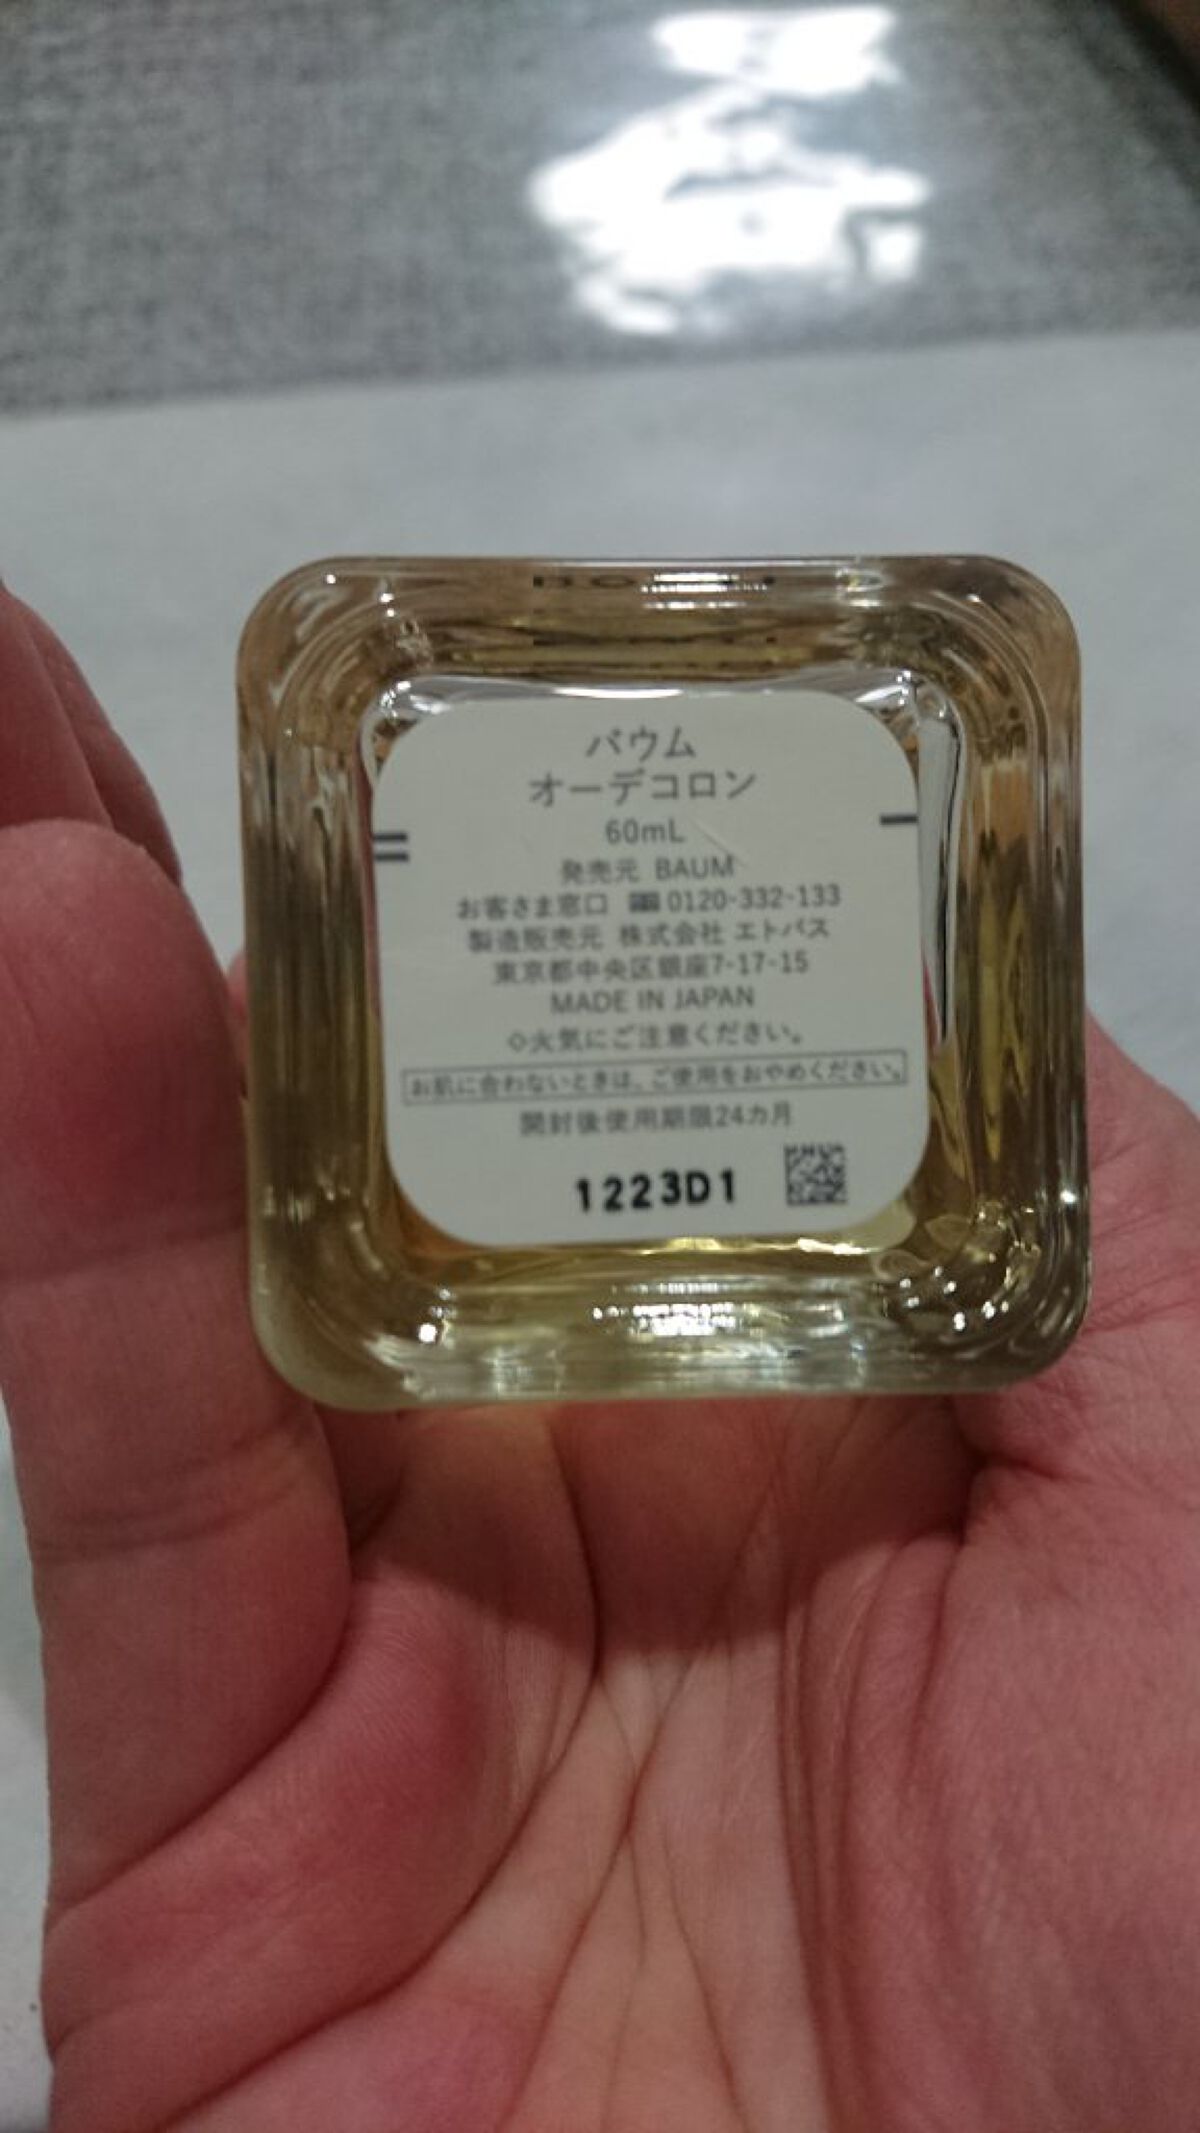 バウム
オーデコロン
60mL
発売元 BAUM
お客さま窓口 0120-332-133
製造販売元 株式会社 エトバス
東京都中央区銀座7-17-15
MADE IN JAPAN
◇火気にご注意ください。
お肌に合わないときは、ご使用をおやめください。
開封後使用期限24カ月
1223D1